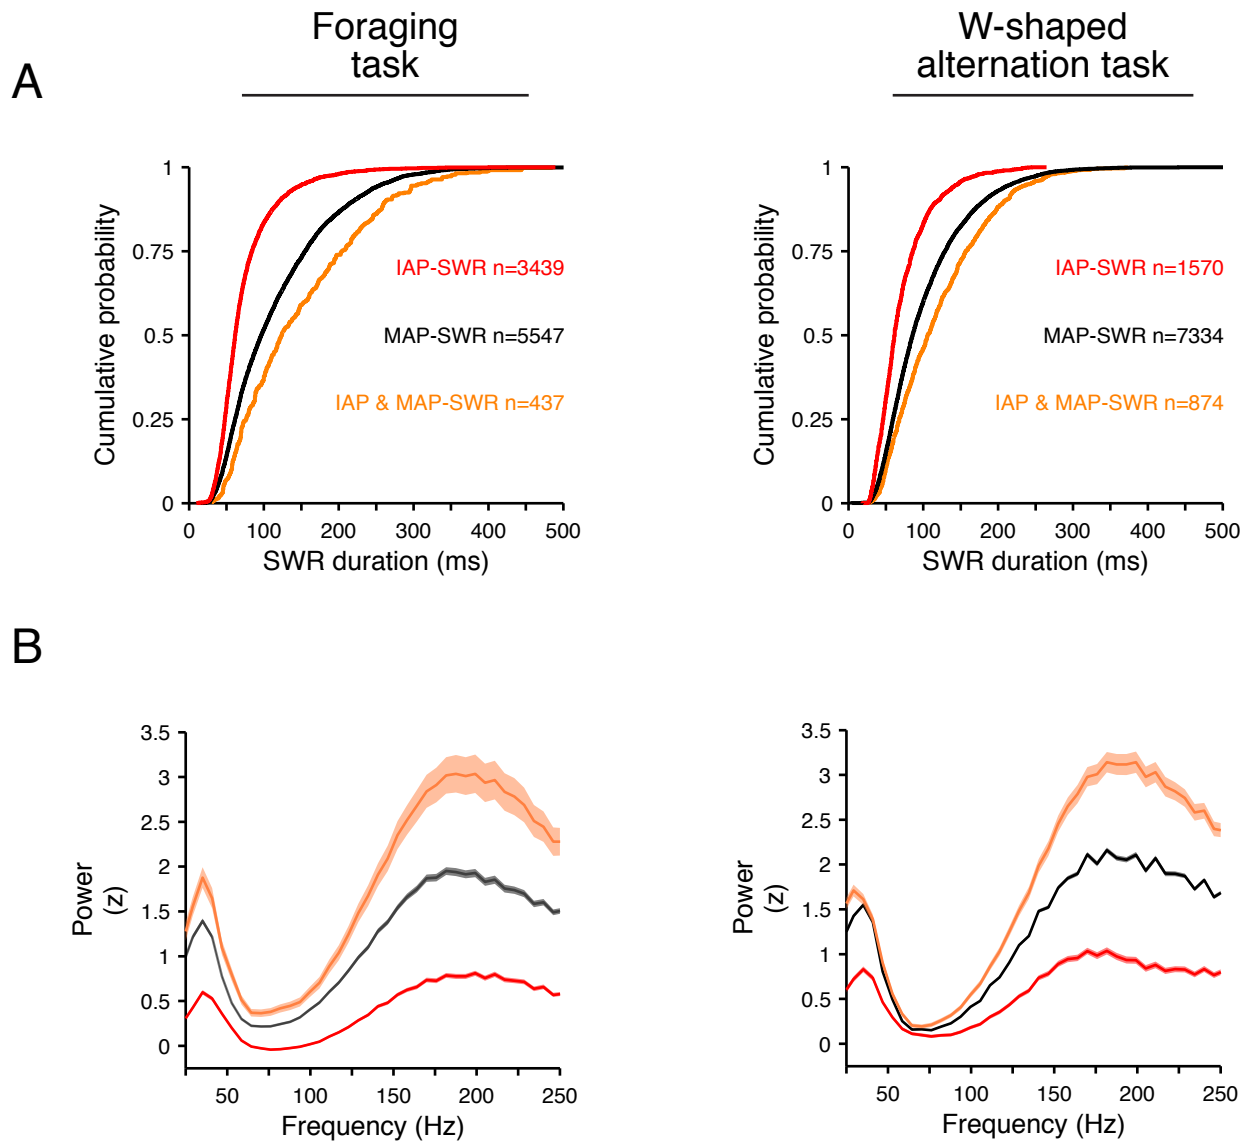 Foraging
task
W-shaped
alternation task
A
1
0.75
0.5
0.25
0
Cumulative probability
IAP-SWR n=3439
MAP-SWR n=5547
IAP & MAP-SWR n=437
0 100 200 300 400 500
SWR duration (ms)
1
0.75
0.5
0.25
0
Cumulative probability
IAP-SWR n=1570
MAP-SWR n=7334
IAP & MAP-SWR n=874
0 100 200 300 400 500
SWR duration (ms)
B
3.5
3
2.5
2
1.5
1
0.5
0
Power
(z)
50 100 150 200 250
Frequency (Hz)
3.5
3
2.5
2
1.5
1
0.5
0
Power
(z)
50 100 150 200 250
Frequency (Hz)